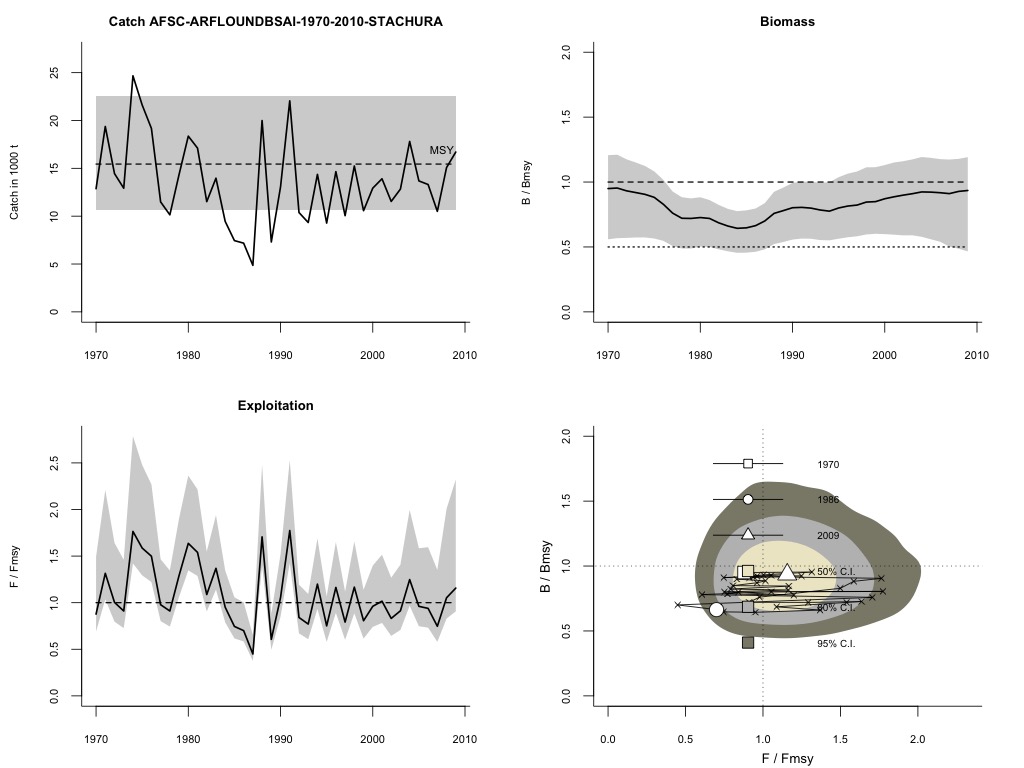 Catch AFSC-ARFLOUNDBSAI-1970-2010-STACHURA
Catch in 1000 t
25
20
15
10
5
0
MSY
1970 1980 1990 2000 2010
Biomass
B / Bmsy
2.0
1.5
1.0
0.5
0.0
1970 1980 1990 2000 2010
Exploitation
F / Fmsy
2.5
2.0
1.5
1.0
0.5
0.0
1970 1980 1990 2000 2010
B / Bmsy
2.0
1.5
1.0
0.5
0.0
1970
1986
2009
50% C.I.
80% C.I.
95% C.I.
0.0 0.5 1.0 1.5 2.0
F / Fmsy